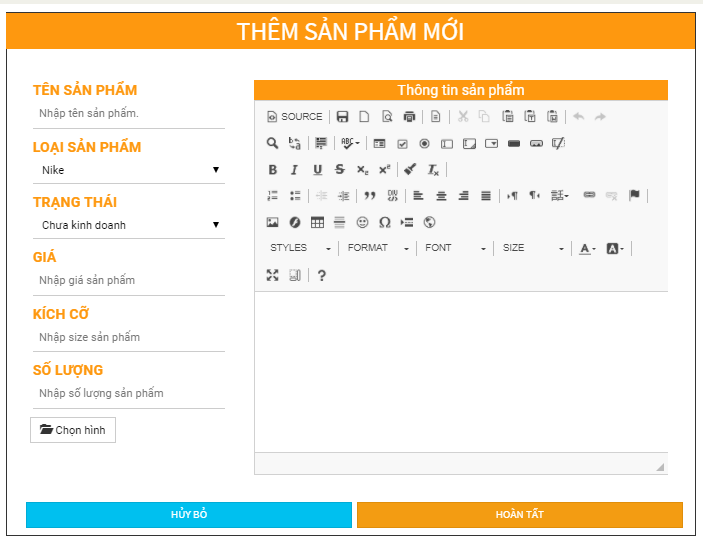 THÊM SẢN PHẨM MỚI
TÊN SẢN PHẨM
Nhập tên sản phẩm.
LOẠI SẢN PHẨM
Nike
TRẠNG THÁI
Chưa kinh doanh
GIÁ
Nhập giá sản phẩm
KÍCH CỠ
Nhập size sản phẩm
SỐ LƯỢNG
Nhập số lượng sản phẩm
Chọn hình
Thông tin sản phẩm
SOURCE
STYLES FORMAT FONT SIZE
HỦY BỎ
HOÀN TẤT